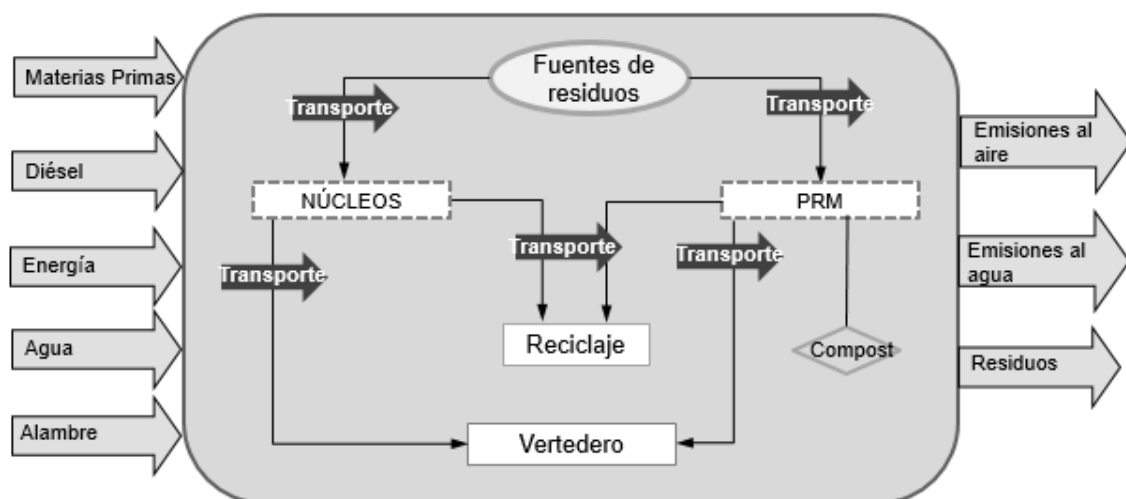 Materias Primas
Diésel
Energía
Agua
Alambre
Fuentes de
residuos
Transporte
Transporte
NÚCLEOS
PRM
Transporte
Transporte
Transporte
Reciclaje
Compost
Vertedero
Emisiones al
aire
Emisiones al
agua
Residuos